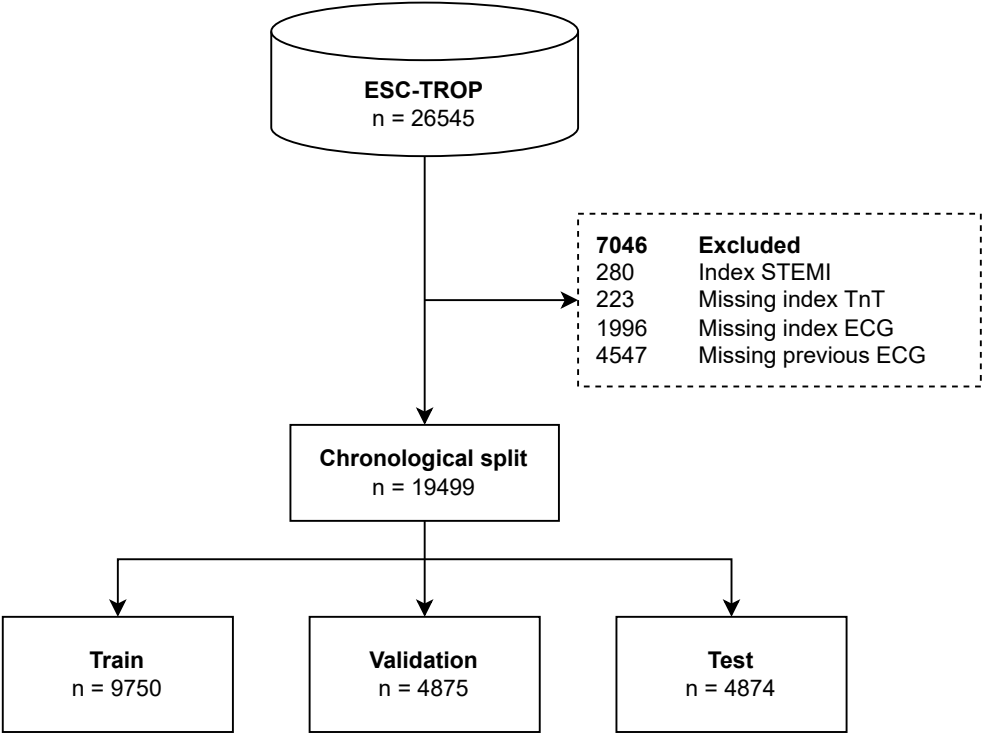 ESC-TROP
n = 26545
7046 Excluded
280 Index STEMI
223 Missing index TnT
1996 Missing index ECG
4547 Missing previous ECG
Chronological split
n = 19499
Train
n = 9750
Validation
n = 4875
Test
n = 4874